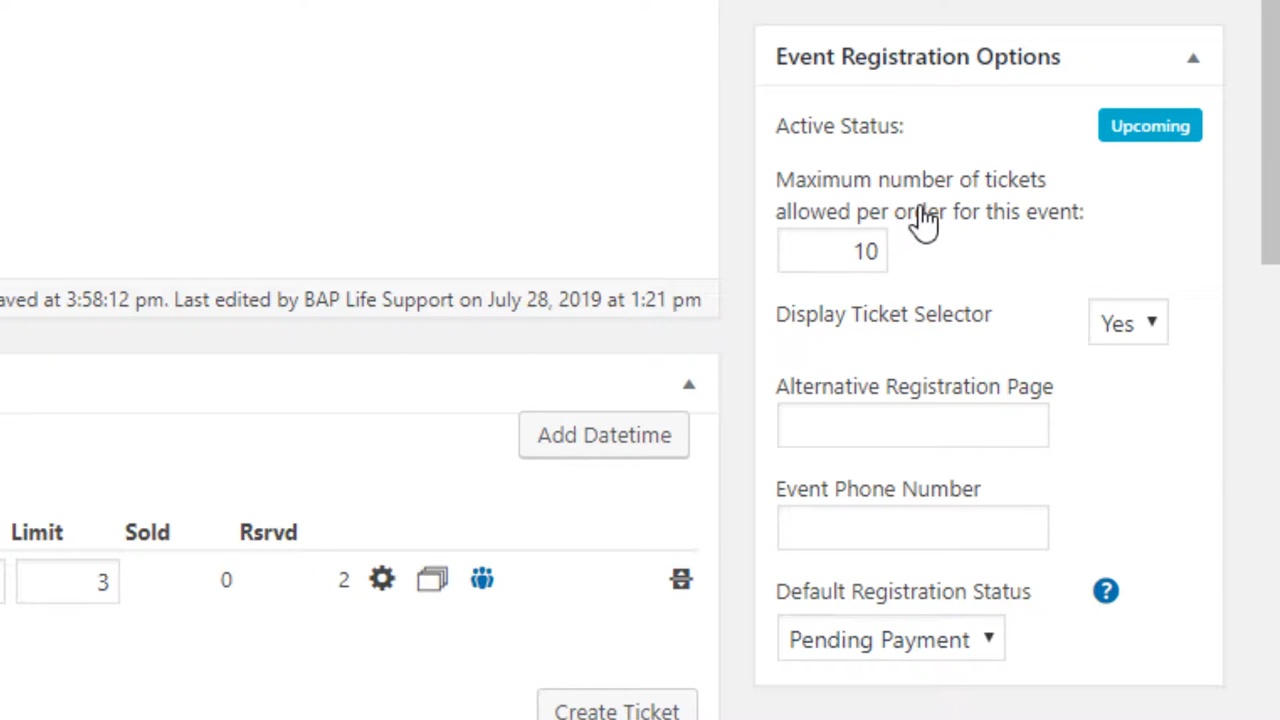 Event Registration Options
Active Status:
Upcoming
Maximum number of tickets
allowed per order for this event:
10
Display Ticket Selector
Yes
Alternative Registration Page
Event Phone Number
Default Registration Status
?
Pending Payment
aved at 3:58:12 pm. Last edited by BAP Life Support on July 28, 2019 at 1:21 pm
Add Datetime
Limit Sold Rsrvd
3 0 2
Create Ticket